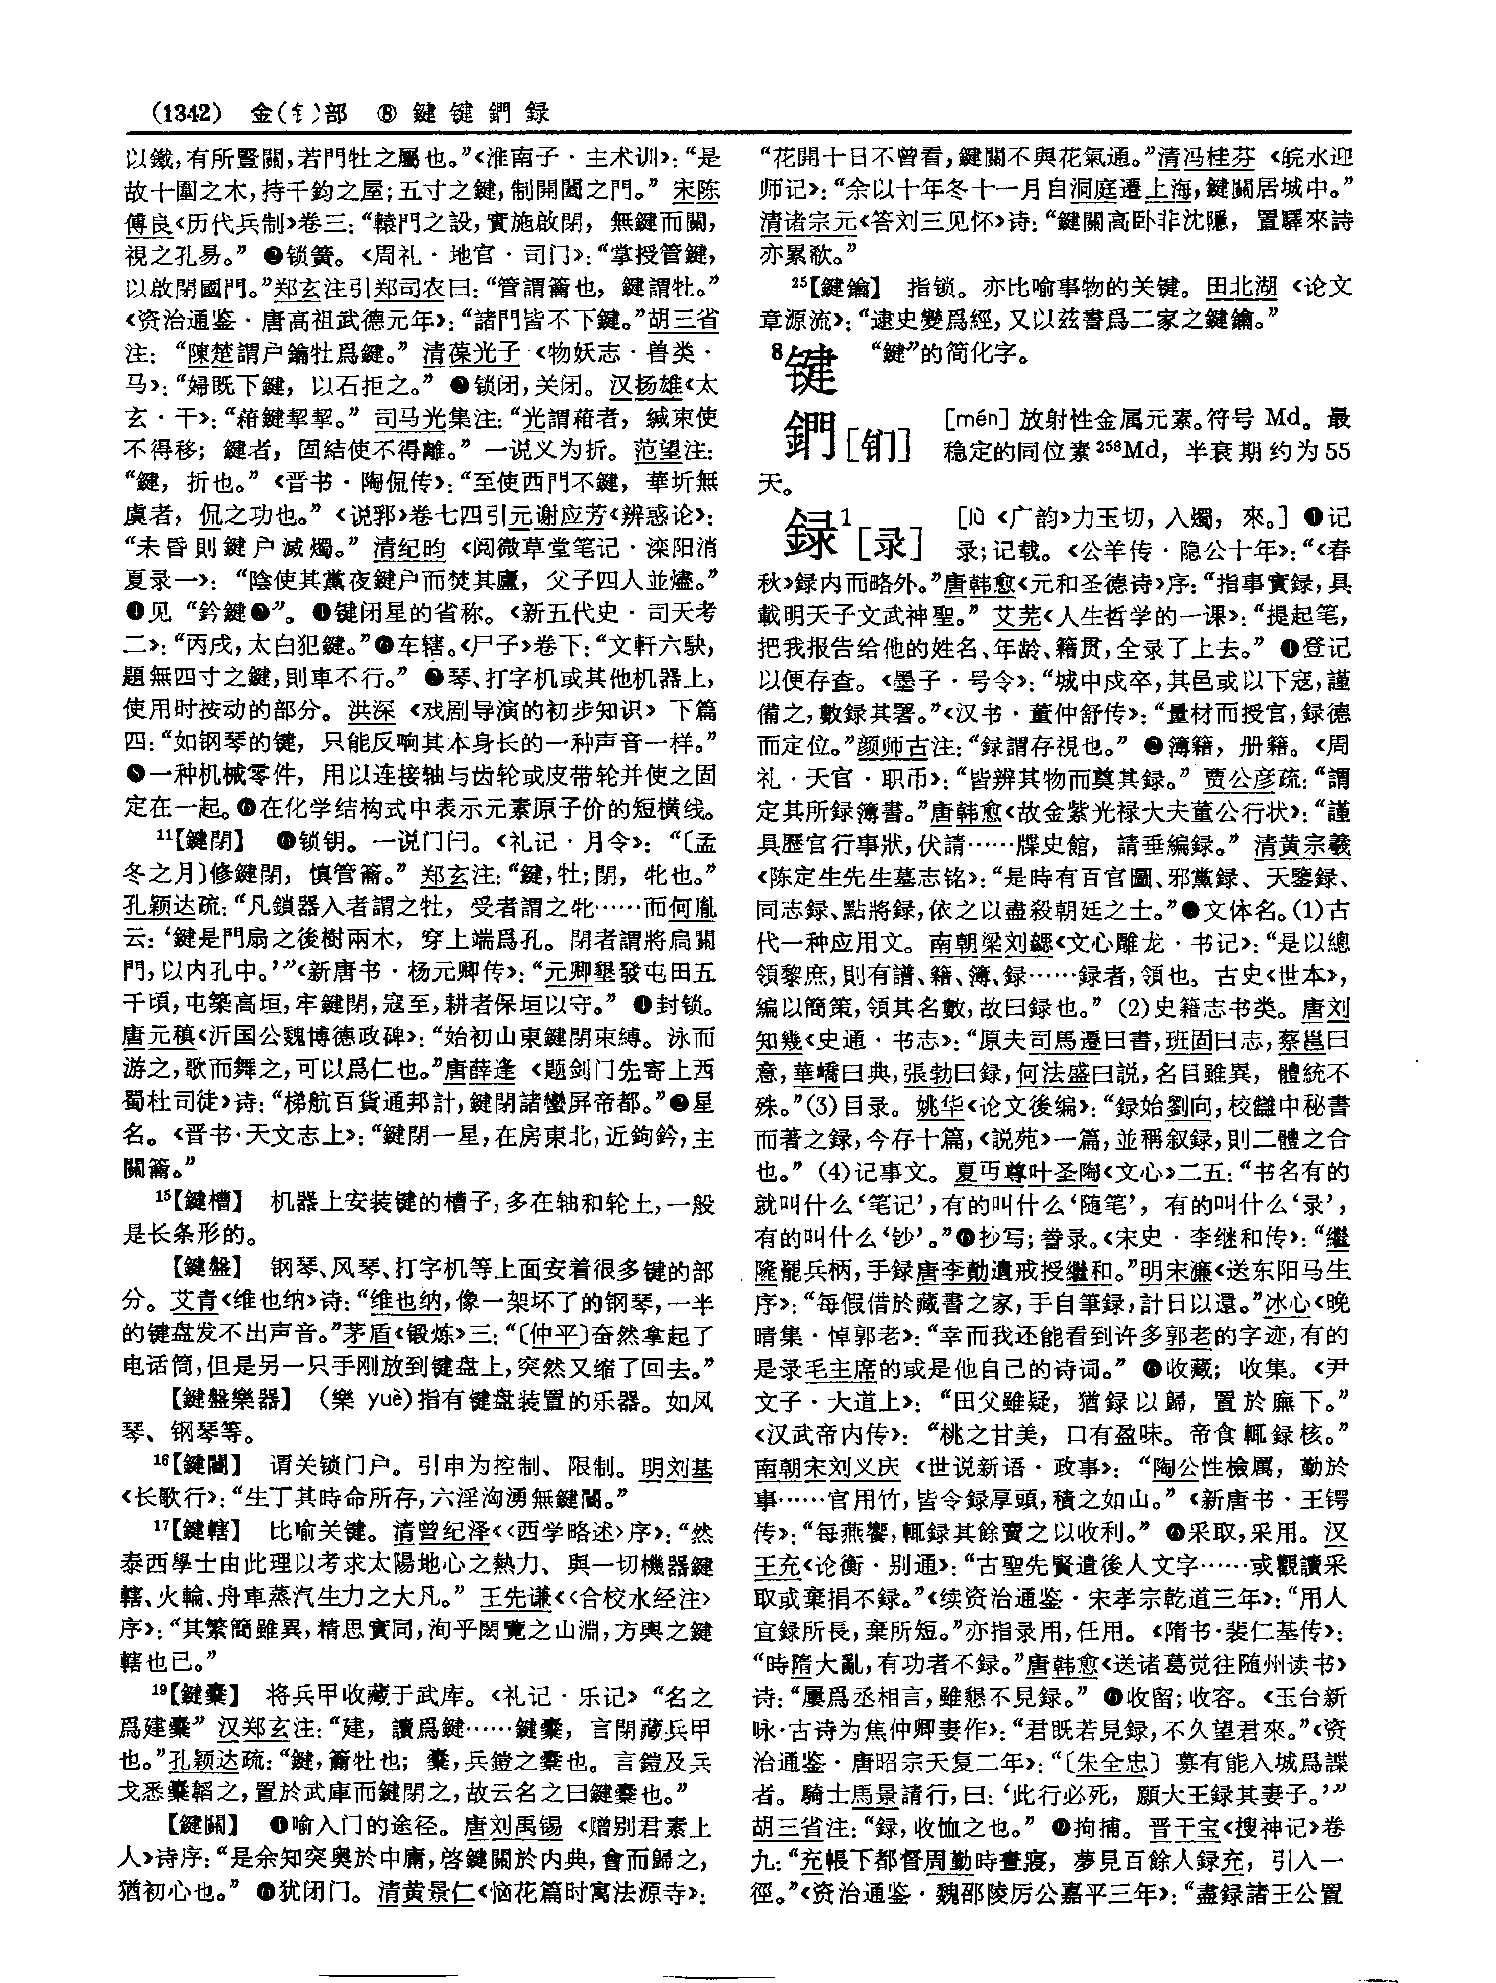 (1342) 金(钅)部 ⑧ 鍵 键 鍆 録
以鐵,有所豎關,若門牡之屬也。”《淮南子·主术训》:“是
故十圍之木,持千鈞之屋;五寸之鍵,制開闔之門。” 宋陈
傅良《历代兵制》卷三:“轅門之設,實施啟閉, 無鍵而關,
視之孔易。” ❷锁簧。《周礼·地官·司门》:“掌授管鍵,
以啟閉國門。”郑玄注引郑司农曰:“管謂籥也, 鍵謂牡。”
《资治通鉴·唐高祖武德元年》:“諸門皆不下鍵。”胡三省
注: “陳楚謂户鑰牡爲鍵。” 清葆光子《物妖志·兽类·
马》:“婦既下鍵, 以石拒之。” ❸锁闭,关闭。汉扬雄《太
玄·干》:“葙鍵挈挈。” 司马光集注:“光謂葙者, 緘束使
不得移; 鍵者, 固結使不得離。” 一说义为折。范望注:
“鍵, 折也。”《晋书·陶侃传》:“至使西門不鍵, 華圻無
虞者, 侃之功也。”《说郛》卷七四引元谢应芳《辨惑论》:
“未昏則鍵户滅燭。” 清纪昀《阅微草堂笔记·滦阳消
夏录一》: “陰使其黨夜鍵户而焚其廬, 父子四人並燼。”
❹见“鈐鍵❷”。❺键闭星的省称。《新五代史·司天考
二》:“丙戌,太白犯鍵。”❻车辖。《尸子》卷下:“文軒六駃,
題無四寸之鍵,則車不行。” ❼琴、打字机或其他机器上,
使用时按动的部分。洪深《戏剧导演的初步知识》下篇
四:“如钢琴的键, 只能反响其本身长的一种声音一样。”
❽一种机械零件, 用以连接轴与齿轮或皮带轮并使之固
定在一起。❾在化学结构式中表示元素原子价的短横线。
¹¹【鍵閉】 ❶锁钥。一说门闩。《礼记·月令》: “〔孟
冬之月〕修鍵閉, 慎管籥。” 郑玄注:“鍵,牡;閉, 牝也。”
孔颖达疏:“凡鎖器入者謂之牡, 受者謂之牝……而何胤
云:‘鍵是門扇之後樹兩木, 穿上端爲孔。閉者謂將扃關
門,以内孔中。’”《新唐书·杨元卿传》:“元卿墾發屯田五
千頃,屯築高垣,牢鍵閉,寇至,耕者保垣以守。” ❷封锁。
唐元稹《沂国公魏博德政碑》:“始初山東鍵閉束縛。泳而
游之,歌而舞之,可以爲仁也。”唐薛逢《题剑门先寄上西
蜀杜司徒》诗:“梯航百貨通邦計,鍵閉諸蠻屏帝都。”❸星
名。《晋书·天文志上》:“鍵閉一星,在房東北,近鉤鈐,主
關籥。”
¹⁵【鍵槽】 机器上安装键的槽子,多在轴和轮上,一般
是长条形的。
【鍵盤】 钢琴、风琴、打字机等上面安着很多键的部
分。艾青《维也纳》诗:“维也纳,像一架坏了的钢琴,一半
的键盘发不出声音。”茅盾《锻炼》三:“〔仲平〕奋然拿起了
电话筒,但是另一只手刚放到键盘上,突然又缩了回去。”
【鍵盤樂器】 (樂 yuè)指有键盘装置的乐器。如风
琴、钢琴等。
¹⁶【鍵闔】 谓关锁门户。引申为控制、限制。明刘基
《长歌行》:“生丁其時命所存,六淫洶湧無鍵闔。”
¹⁷【鍵轄】 比喻关键。清曾纪泽《〈西学略述〉序》:“然
泰西學士由此理以考求太陽地心之熱力、與一切機器鍵
轄、火輪、舟車蒸汽生力之大凡。” 王先谦《〈合校水经注〉
序》:“其繁簡雖異,精思實同,洵乎閎覽之山淵,方輿之鍵
轄也已。”
¹⁹【鍵櫜】 将兵甲收藏于武库。《礼记·乐记》“名之
爲建櫜” 汉郑玄注:“建, 讀爲鍵……鍵櫜, 言閉藏兵甲
也。”孔颖达疏:“鍵,籥牡也; 櫜,兵鎧之櫜也。言鎧及兵
戈悉櫜韜之,置於武庫而鍵閉之,故云名之曰鍵櫜也。”
【鍵關】 ❶喻入门的途径。唐刘禹锡《赠别君素上
人》诗序:“是余知突奧於中庸,啓鍵關於内典,會而歸之,
猶初心也。” ❷犹闭门。清黄景仁《恼花篇时寓法源寺》:
“花開十日不曾看,鍵關不與花氣通。”清冯桂芬《皖水迎
师记》:“余以十年冬十一月自洞庭遷上海,鍵關居城中。”
清诸宗元《答刘三见怀》诗:“鍵關高卧非沈隱, 置驛來詩
亦累欷。”
²⁵【鍵鑰】 指锁。亦比喻事物的关键。田北湖《论文
章源流》:“逮史變爲經,又以兹書爲二家之鍵鑰。”
⁸键 “鍵”的简化字。
鍆[钔] [mén] 放射性金属元素。符号 Md。最
稳定的同位素²⁵⁸Md, 半衰期约为55
天。
録¹[录] [lù 《广韵》力玉切,入燭, 來。] ❶记
录;记载。《公羊传·隐公十年》:“《春
秋》録内而略外。”唐韩愈《元和圣德诗》序:“指事實録,具
載明天子文武神聖。” 艾芜《人生哲学的一课》:“提起笔,
把我报告给他的姓名、年龄、籍贯,全录了上去。” ❷登记
以便存查。《墨子·号令》:“城中戍卒,其邑或以下寇,謹
備之,數録其署。”《汉书·董仲舒传》:“量材而授官,録德
而定位。”颜师古注:“録謂存視也。” ❸簿籍, 册籍。《周
礼·天官·职币》:“皆辨其物而奠其録。” 贾公彦疏:“謂
定其所録簿書。”唐韩愈《故金紫光禄大夫董公行状》:“謹
具歷官行事狀,伏請……牒史館, 請垂編録。” 清黄宗羲
《陈定生先生墓志铭》:“是時有百官圖、邪黨録、天鑒録、
同志録、點將録,依之以盡殺朝廷之士。”❹文体名。(1)古
代一种应用文。南朝梁刘勰《文心雕龙·书记》:“是以總
領黎庶,則有譜、籍、簿、録……録者,領也。古史《世本》,
編以簡策,領其名數,故曰録也。” (2)史籍志书类。唐刘
知幾《史通·书志》:“原夫司馬遷曰書,班固曰志,蔡邕曰
意,華嶠曰典,張勃曰録,何法盛曰説,名目雖異, 體統不
殊。”(3)目录。姚华《论文後编》:“録始劉向,校讎中秘書
而著之録,今存十篇,《説苑》一篇,並稱叙録,則二體之合
也。” (4)记事文。夏丏尊叶圣陶《文心》二五:“书名有的
就叫什么‘笔记’,有的叫什么‘随笔’, 有的叫什么‘录’,
有的叫什么‘钞’。”❺抄写;誊录。《宋史·李继和传》:“繼
隆罷兵柄,手録唐李勣遺戒授繼和。”明宋濂《送东阳马生
序》:“每假借於藏書之家,手自筆録,計日以還。”冰心《晚
晴集·悼郭老》:“幸而我还能看到许多郭老的字迹,有的
是录毛主席的或是他自己的诗词。” ❻收藏; 收集。《尹
文子·大道上》: “田父雖疑, 猶録以歸, 置於廡下。”
《汉武帝内传》: “桃之甘美, 口有盈味。帝食輒録核。”
南朝宋刘义庆《世说新语·政事》: “陶公性檢厲, 勤於
事……官用竹,皆令録厚頭,積之如山。”《新唐书·王锷
传》:“每燕饗,輒録其餘賣之以收利。” ❼采取,采用。汉
王充《论衡·别通》:“古聖先賢遺後人文字……或觀讀采
取或棄捐不録。”《续资治通鉴·宋孝宗乾道三年》:“用人
宜録所長,棄所短。”亦指录用,任用。《隋书·裴仁基传》:
“時隋大亂,有功者不録。”唐韩愈《送诸葛觉往随州读书》
诗:“屢爲丞相言,雖懇不見録。” ❽收留;收容。《玉台新
咏·古诗为焦仲卿妻作》:“君既若見録,不久望君來。”《资
治通鉴·唐昭宗天复二年》:“〔朱全忠〕募有能入城爲諜
者。騎士馬景請行,曰:‘此行必死, 願大王録其妻子。’”
胡三省注:“録,收恤之也。” ❾拘捕。晋干宝《搜神记》卷
九:“充帳下都督周勤時晝寢, 夢見百餘人録充, 引入一
徑。”《资治通鉴·魏邵陵厉公嘉平三年》:“盡録諸王公置